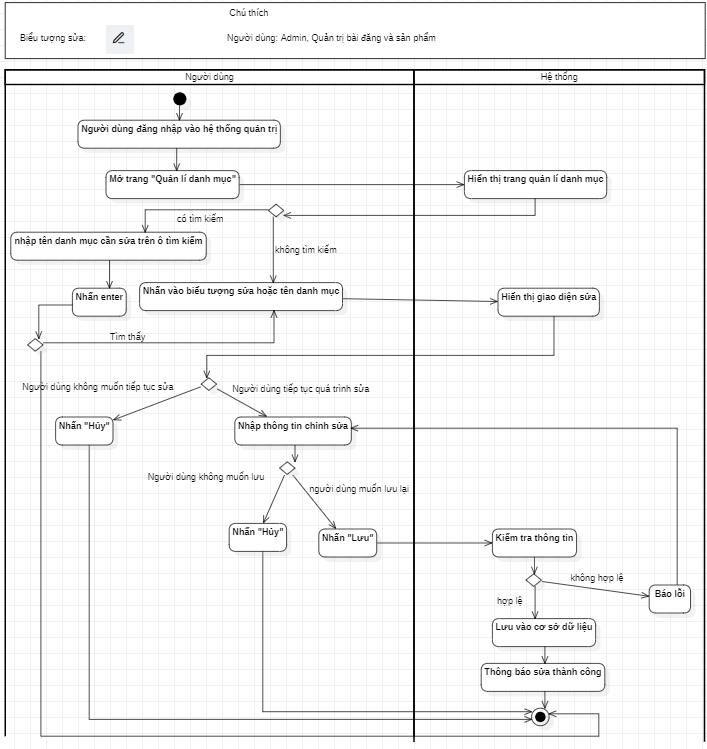 Chú thích
Biểu tượng sửa:
Người dùng: Admin, Quản trị bài đăng và sản phẩm
Người dùng
Hệ thống
Người dùng đăng nhập vào hệ thống quản trị
Mở trang "Quản lí danh mục"
Hiển thị trang quản lí danh mục
có tìm kiếm
nhập tên danh mục cần sửa trên ô tìm kiếm
không tìm kiếm
Nhấn enter
Nhấn vào biểu tượng sửa hoặc tên danh mục
Hiển thị giao diện sửa
Tìm thấy
Người dùng không muốn tiếp tục sửa
Người dùng tiếp tục quá trình sửa
Nhấn "Hủy"
Nhập thông tin chỉnh sửa
Người dùng không muốn lưu
người dùng muốn lưu lại
Nhấn "Hủy"
Nhấn "Lưu"
Kiểm tra thông tin
không hợp lệ
Báo lỗi
hợp lệ
Lưu vào cơ sở dữ liệu
Thông báo sửa thành công